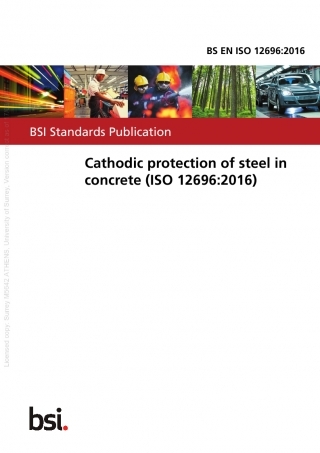 BS EN ISO 12696:2016
BSI Standards Publication
Cathodic protection of steel in
concrete (ISO 12696:2016)
bsi.